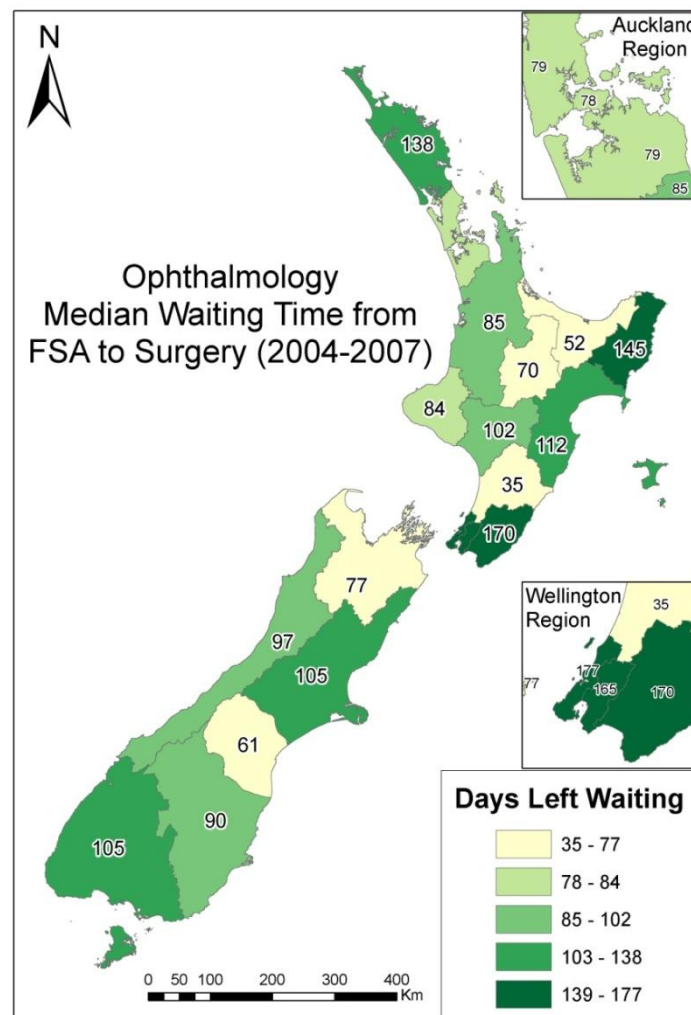 N
Auckland
Region
79
78
79
85
138
Ophthalmology
Median Waiting Time from
FSA to Surgery (2004-2007)
85
52
145
70
84
102
112
35
170
77
97
105
61
90
105
Wellington
Region
35
177
165
170
77
Days Left Waiting
35 - 77
78 - 84
85 - 102
103 - 138
139 - 177
0 50 100 200 300 400
Km